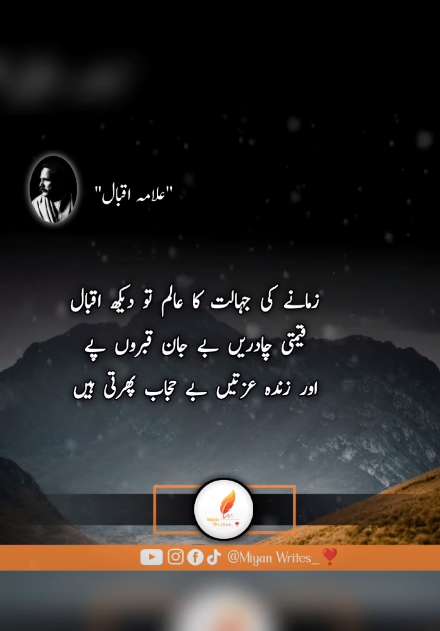 "علامہ اقبال"
زمانے کی جہالت کا عالم تو دیکھ اقبال
قیمتی چادریں بے جان قبروں پے
اور زندہ عزتیں بے حجاب پھرتی ہیں
@Miyan Writes_